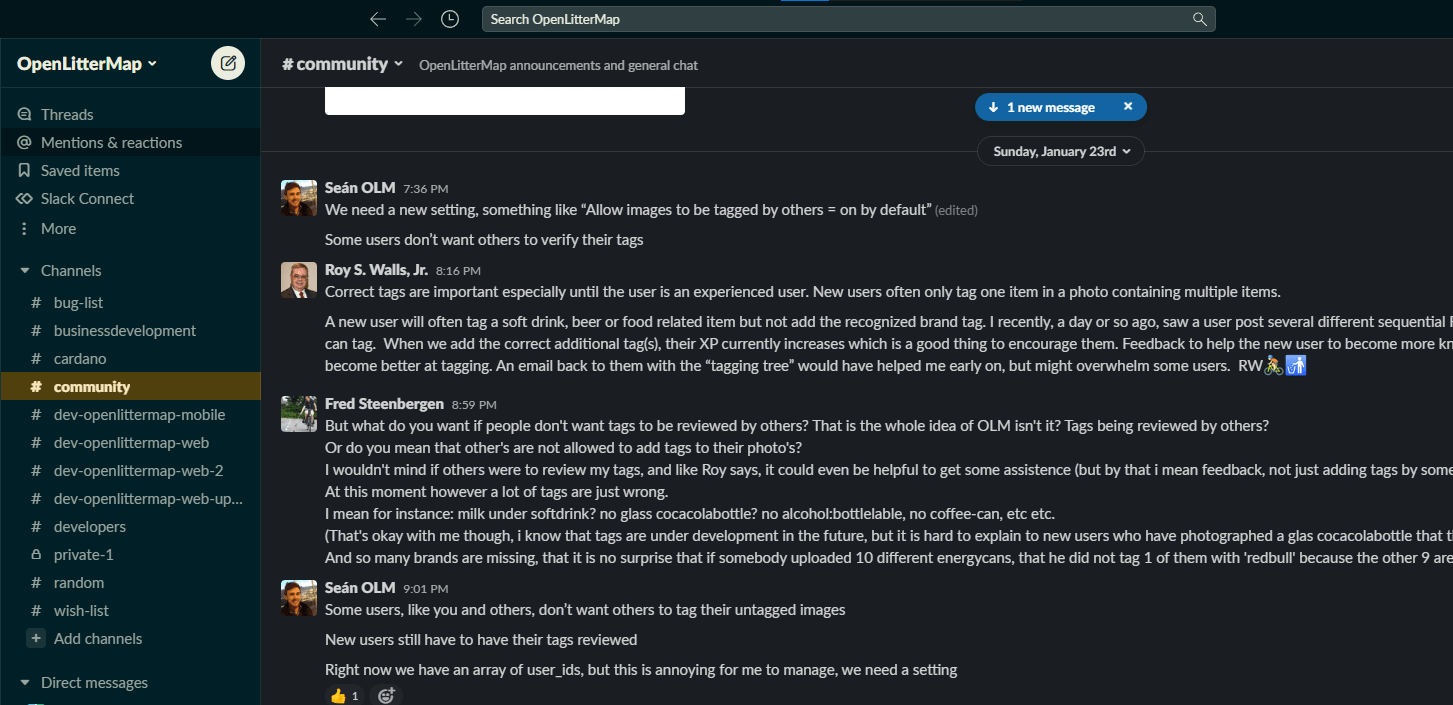 Search OpenLitterMap
OpenLitterMap
# community
OpenLitterMap announcements and general chat
Threads
Mentions & reactions
Saved items
Slack Connect
More
Channels
# bug-list
# businessdevelopment
# cardano
# community
# dev-openlittermap-mobile
# dev-openlittermap-web
# dev-openlittermap-web-2
# dev-openlittermap-web-up...
# developers
private-1
# random
# wish-list
+ Add channels
Direct messages
1 new message
Sunday, January 23rd
Seán OLM 7:36 PM
We need a new setting, something like “Allow images to be tagged by others = on by default” (edited)
Some users don’t want others to verify their tags
Roy S. Walls, Jr. 8:16 PM
Correct tags are important especially until the user is an experienced user. New users often only tag one item in a photo containing multiple items.
A new user will often tag a soft drink, beer or food related item but not add the recognized brand tag. I recently, a day or so ago, saw a user post several different sequential
can tag. When we add the correct additional tag(s), their XP currently increases which is a good thing to encourage them. Feedback to help the new user to become more kn
become better at tagging. An email back to them with the “tagging tree” would have helped me early on, but might overwhelm some users. RW🚴🚮
Fred Steenbergen 8:59 PM
But what do you want if people don't want tags to be reviewed by others? That is the whole idea of OLM isn't it? Tags being reviewed by others?
Or do you mean that other's are not allowed to add tags to their photo's?
I wouldn't mind if others were to review my tags, and like Roy says, it could even be helpful to get some assistence (but by that i mean feedback, not just adding tags by some
At this moment however a lot of tags are just wrong.
I mean for instance: milk under softdrink? no glass cocacolabottle? no alcohol:bottlelable, no coffee-can, etc etc.
(That's okay with me though, i know that tags are under development in the future, but it is hard to explain to new users who have photographed a glas cocacolabottle that th
And so many brands are missing, that it is no surprise that if somebody uploaded 10 different energycans, that he did not tag 1 of them with 'redbull' because the other 9 are
Seán OLM 9:01 PM
Some users, like you and others, don’t want others to tag their untagged images
New users still have to have their tags reviewed
Right now we have an array of user_ids, but this is annoying for me to manage, we need a setting
👍 1